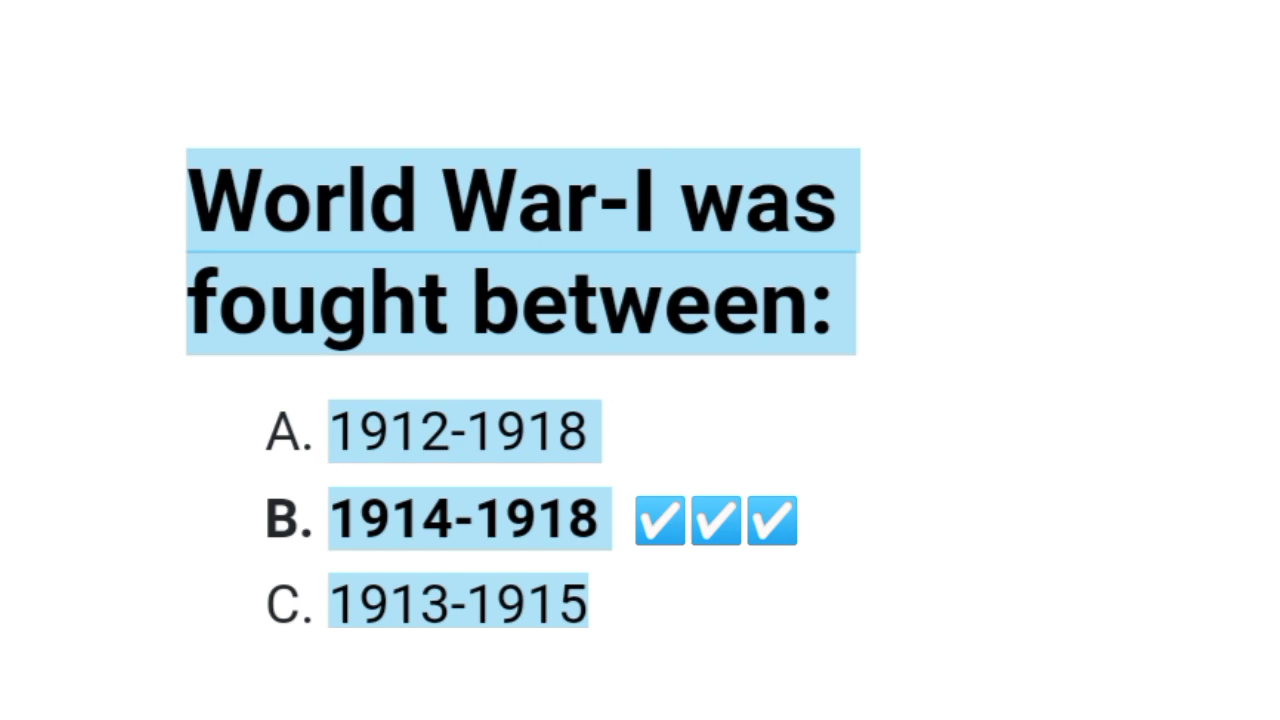 World War-I was
fought between:
A. 1912-1918
B. 1914-1918 ✅✅✅
C. 1913-1915